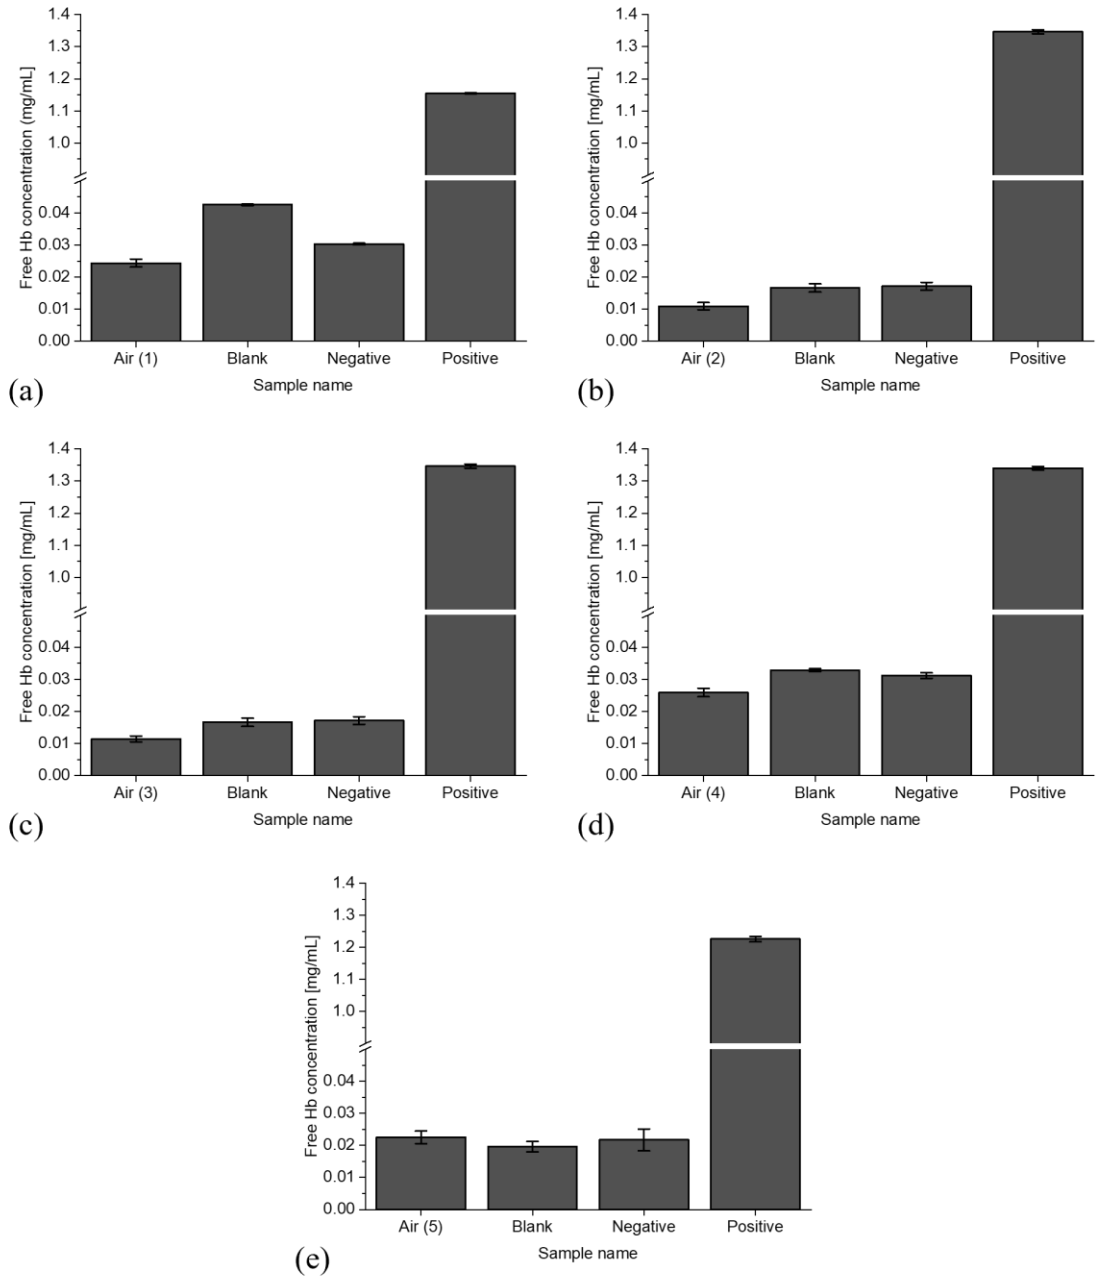 Free Hb concentration (mg/mL)
1.4
1.3
1.2
1.1
1.0
0.04
0.03
0.02
0.01
0.00
Air (1) Blank Negative Positive
Sample name
(a)
Free Hb concentration [mg/mL]
1.4
1.3
1.2
1.1
1.0
0.04
0.03
0.02
0.01
0.00
Air (2) Blank Negative Positive
Sample name
(b)
Free Hb concentration [mg/mL]
1.4
1.3
1.2
1.1
1.0
0.04
0.03
0.02
0.01
0.00
Air (3) Blank Negative Positive
Sample name
(c)
Free Hb concentration [mg/mL]
1.4
1.3
1.2
1.1
1.0
0.04
0.03
0.02
0.01
0.00
Air (4) Blank Negative Positive
Sample name
(d)
Free Hb concentration [mg/mL]
1.4
1.3
1.2
1.1
1.0
0.04
0.03
0.02
0.01
0.00
Air (5) Blank Negative Positive
Sample name
(e)